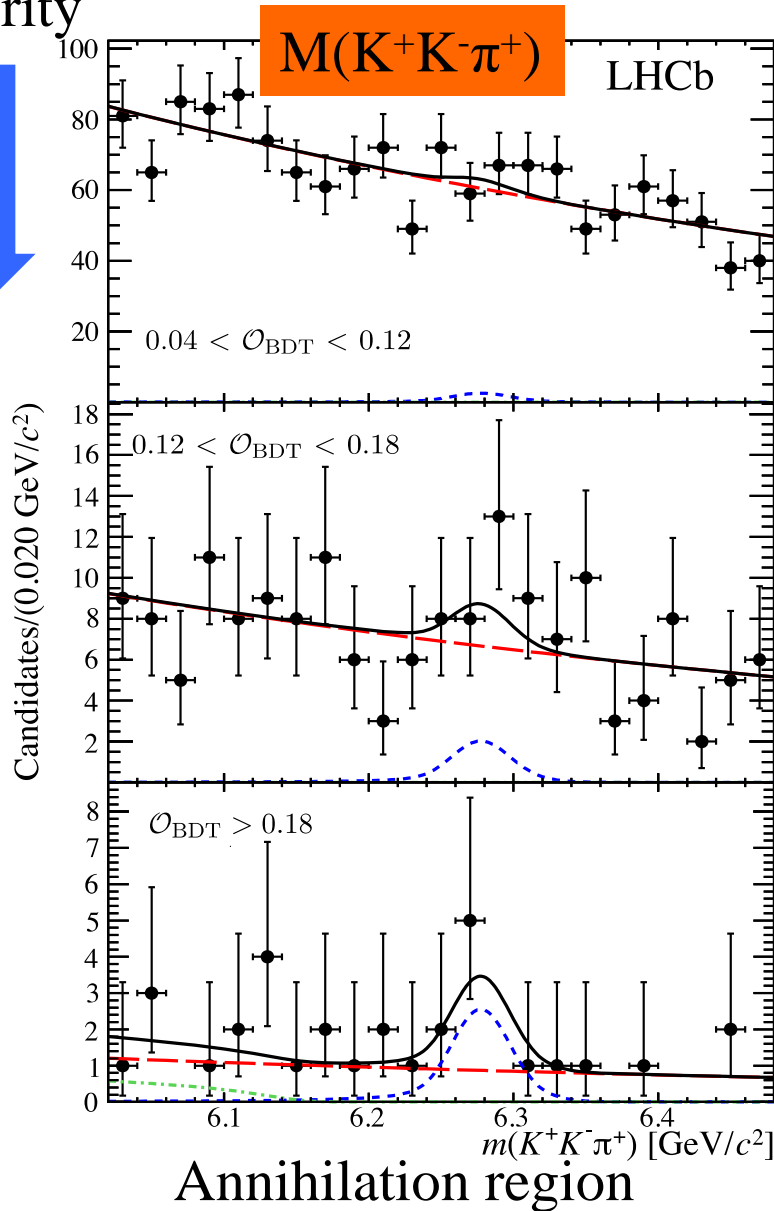 rity
M(K⁺K⁻π⁺)
LHCb
100
80
60
40
20
0.04 < 𝒪BDT < 0.12
Candidates/(0.020 GeV/c²)
18
16
14
12
10
8
6
4
2
0.12 < 𝒪BDT < 0.18
8
7
6
5
4
3
2
1
0
𝒪BDT > 0.18
6.1 6.2 6.3 6.4
m(K⁺K⁻π⁺) [GeV/c²]
Annihilation region